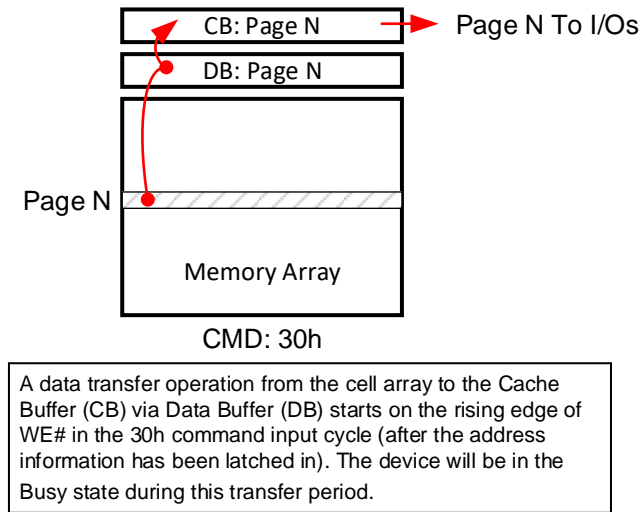 CB: Page N
Page N To I/Os
DB: Page N
Page N
Memory Array
CMD: 30h
A data transfer operation from the cell array to the Cache
Buffer (CB) via Data Buffer (DB) starts on the rising edge of
WE# in the 30h command input cycle (after the address
information has been latched in). The device will be in the
Busy state during this transfer period.